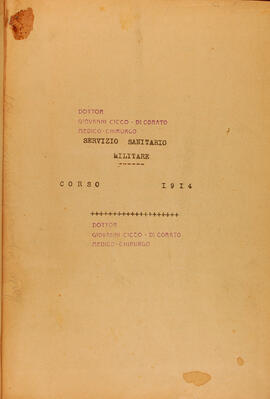 DOTTOR
GIOVANNI CICCO - DI CORATO
MEDICO-CHIRURGO
SERVIZIO SANITARIO
MILITARE
------
CORSO 1914
++++++++++++++++++++
DOTTOR
GIOVANNI CICCO - DI CORATO
MEDICO-CHIRURGO